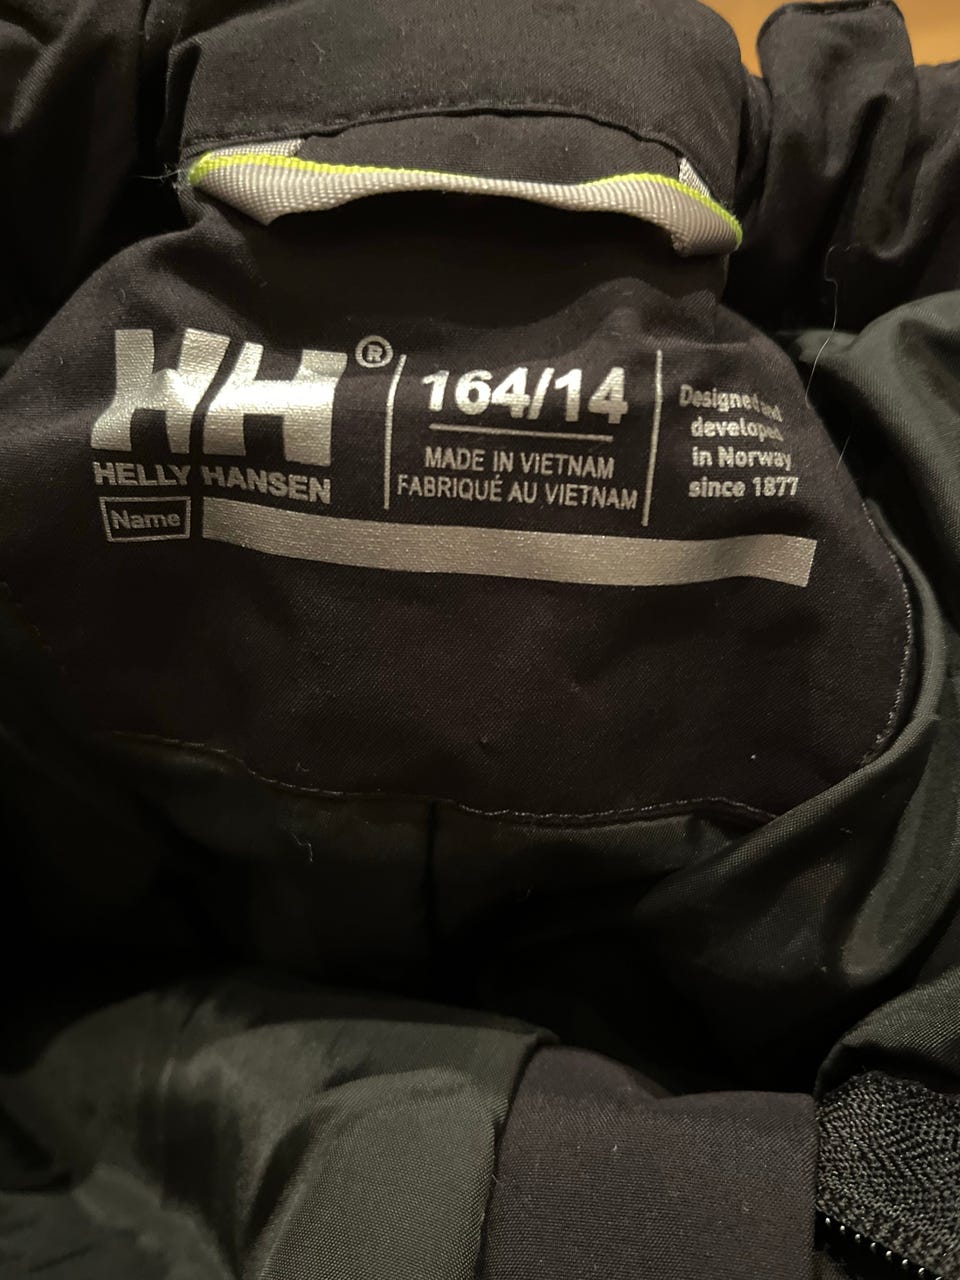 HH®
HELLY HANSEN
Name
164/14
MADE IN VIETNAM
FABRIQUÉ AU VIETNAM
Designed and
developed
in Norway
since 1877